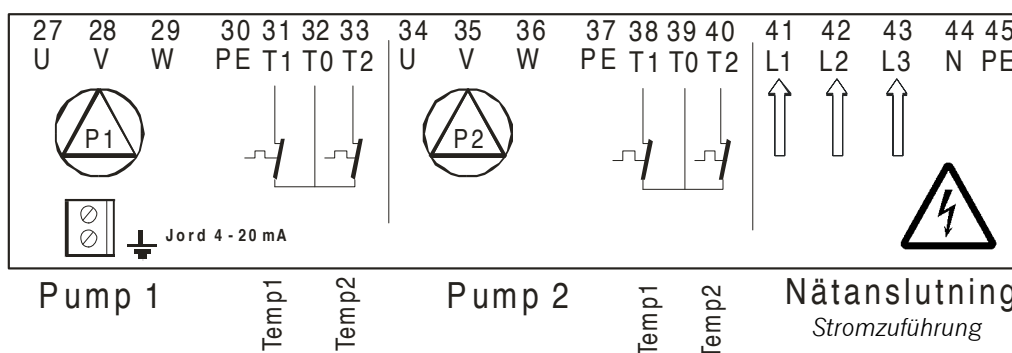 27 28 29 30 31 32 33 34 35 36 37 38 39 40 41 42 43 44 45
U V W PE T1 T0 T2 U V W PE T1 T0 T2 L1 L2 L3 N PE
P1 P2
Jord 4 - 20 mA
Pump 1 Temp1 Temp2 Pump 2 Temp1 Temp2 Nätanslutning
Stromzuführung